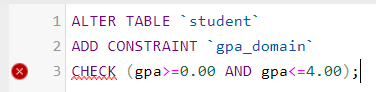 1 ALTER TABLE `student`
2 ADD CONSTRAINT `gpa_domain`
3 CHECK (gpa>=0.00 AND gpa<=4.00);